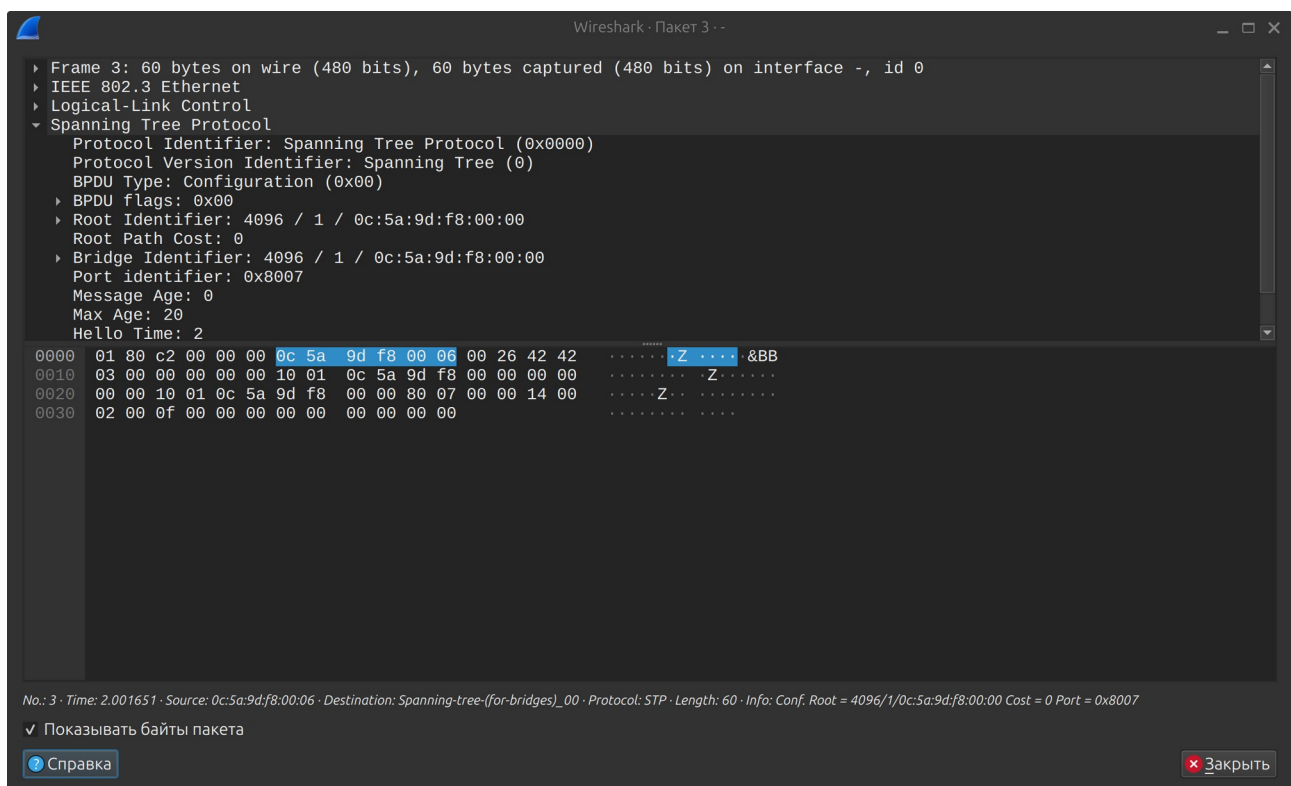 Wireshark · Пакет 3 · -
Frame 3: 60 bytes on wire (480 bits), 60 bytes captured (480 bits) on interface -, id 0
IEEE 802.3 Ethernet
Logical-Link Control
Spanning Tree Protocol
Protocol Identifier: Spanning Tree Protocol (0x0000)
Protocol Version Identifier: Spanning Tree (0)
BPDU Type: Configuration (0x00)
BPDU flags: 0x00
Root Identifier: 4096 / 1 / 0c:5a:9d:f8:00:00
Root Path Cost: 0
Bridge Identifier: 4096 / 1 / 0c:5a:9d:f8:00:00
Port identifier: 0x8007
Message Age: 0
Max Age: 20
Hello Time: 2
0000 01 80 c2 00 00 00 0c 5a 9d f8 00 06 00 26 42 42 · · · · · · · Z · · · · · &BB
0010 03 00 00 00 00 00 10 01 0c 5a 9d f8 00 00 00 00 · · · · · · · · · Z · · · · · ·
0020 00 00 10 01 0c 5a 9d f8 00 00 80 07 00 00 14 00 · · · · · Z · · · · · · · · · ·
0030 02 00 0f 00 00 00 00 00 00 00 00 00 · · · · · · · · · · · ·
No.: 3 · Time: 2.001651 · Source: 0c:5a:9d:f8:00:06 · Destination: Spanning-tree-(for-bridges)_00 · Protocol: STP · Length: 60 · Info: Conf. Root = 4096/1/0c:5a:9d:f8:00:00 Cost = 0 Port = 0x8007
Показывать байты пакета
Справка
Закрыть